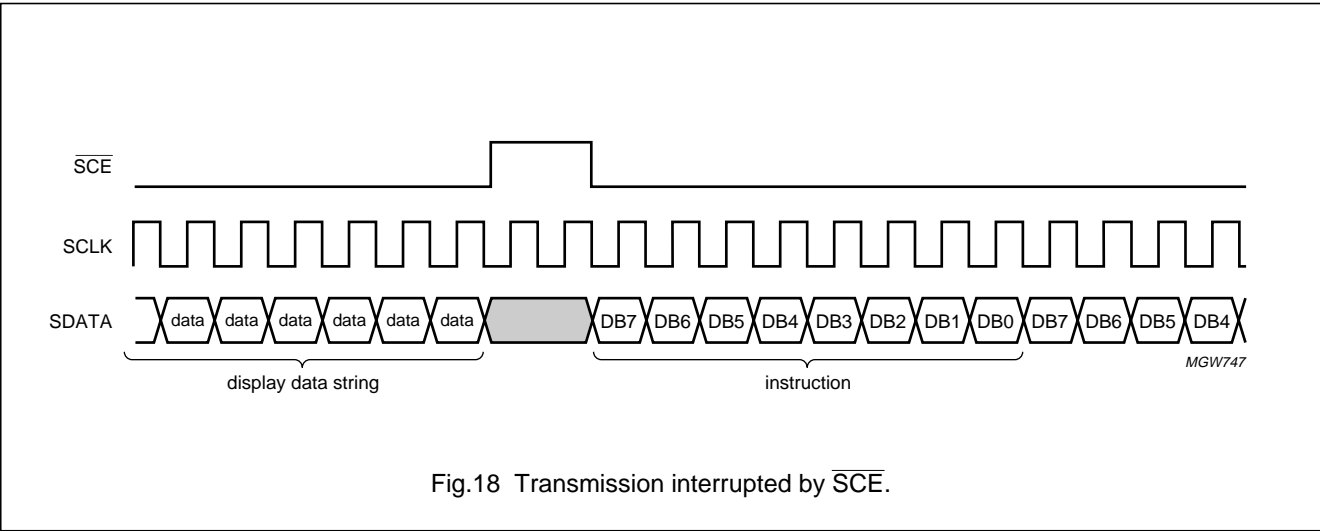 SCE
SCLK
SDATA data data data data data data DB7 DB6 DB5 DB4 DB3 DB2 DB1 DB0 DB7 DB6 DB5 DB4
MGW747
display data string instruction
Fig.18 Transmission interrupted by SCE.